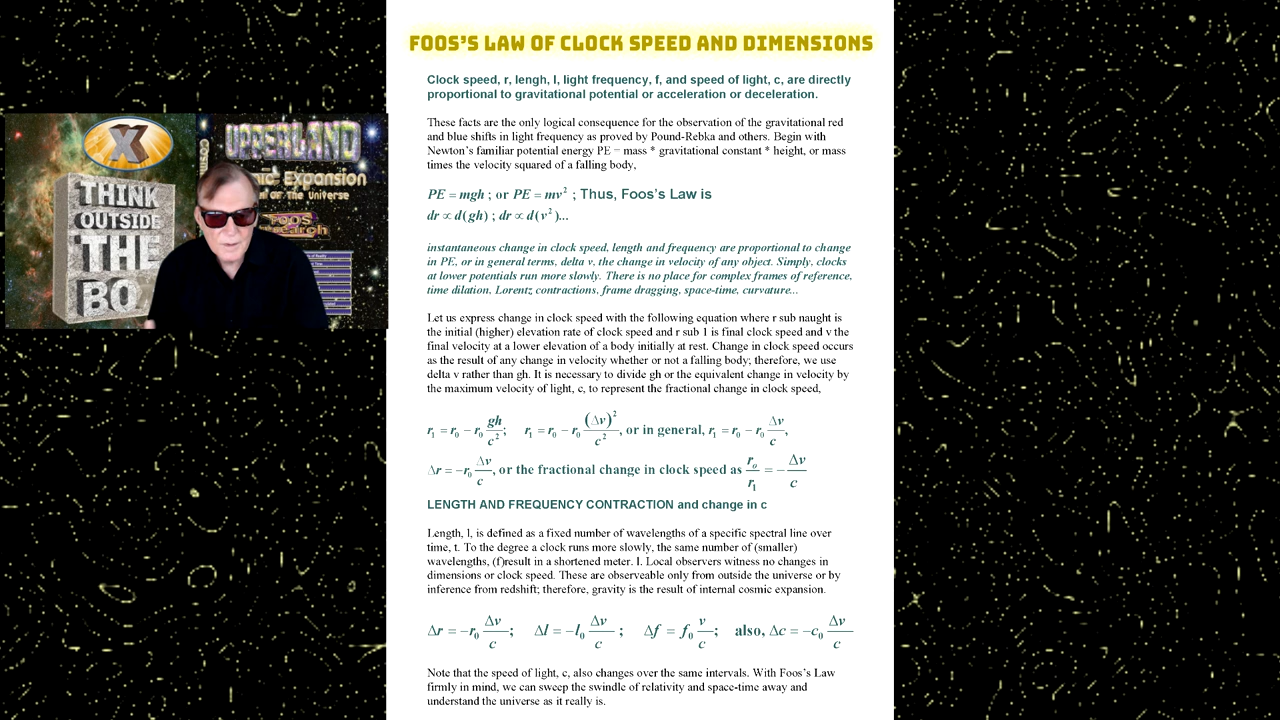 FOOS'S LAW OF CLOCK SPEED AND DIMENSIONS
Clock speed, r, lengh, l, light frequency, f, and speed of light, c, are directly
proportional to gravitational potential or acceleration or deceleration.
These facts are the only logical consequence for the observation of the gravitational red
and blue shifts in light frequency as proved by Pound-Rebka and others. Begin with
Newton's familiar potential energy PE = mass * gravitational constant * height, or mass
times the velocity squared of a falling body,
PE = mgh ; or PE = mv² ; Thus, Foos's Law is
dr ∝ d(gh) ; dr ∝ d(v²)...
instantaneous change in clock speed, length and frequency are proportional to change
in PE, or in general terms, delta v, the change in velocity of any object. Simply, clocks
at lower potentials run more slowly. There is no place for complex frames of reference,
time dilation, Lorentz contractions, frame dragging, space-time, curvature...
Let us express change in clock speed with the following equation where r sub naught is
the initial (higher) elevation rate of clock speed and r sub 1 is final clock speed and v the
final velocity at a lower elevation of a body initially at rest. Change in clock speed occurs
as the result of any change in velocity whether or not a falling body; therefore, we use
delta v rather than gh. It is necessary to divide gh or the equivalent change in velocity by
the maximum velocity of light, c, to represent the fractional change in clock speed,
r₁ = r₀ − r₀ gh/c²; r₁ = r₀ − r₀ (Δv)²/c², or in general, r₁ = r₀ − r₀ Δv/c,
Δr = −r₀ Δv/c, or the fractional change in clock speed as rₒ/r₁ = −Δv/c
LENGTH AND FREQUENCY CONTRACTION and change in c
Length, l, is defined as a fixed number of wavelengths of a specific spectral line over
time, t. To the degree a clock runs more slowly, the same number of (smaller)
wavelengths, (f)result in a shortened meter. l. Local observers witness no changes in
dimensions or clock speed. These are observeable only from outside the universe or by
inference from redshift; therefore, gravity is the result of internal cosmic expansion.
Δr = −r₀ Δv/c; Δl = −l₀ Δv/c ; Δf = f₀ v/c; also, Δc = −c₀ Δv/c
Note that the speed of light, c, also changes over the same intervals. With Foos's Law
firmly in mind, we can sweep the swindle of relativity and space-time away and
understand the universe as it really is.
X
THINK
OUTSIDE
THE
BO
UPPERLAND
Expansion
Of The Universe
Foos